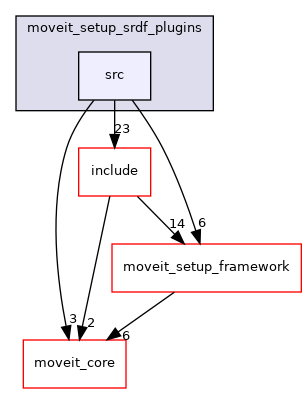 moveit_setup_srdf_plugins
src
23
include
14
6
moveit_setup_framework
3
2
6
moveit_core